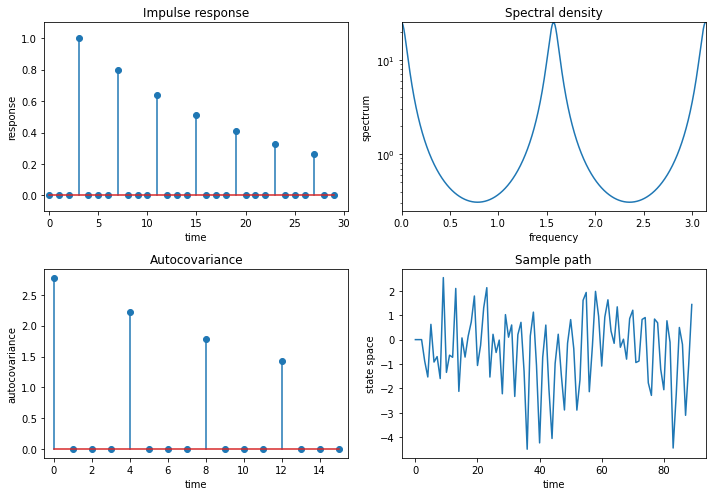 Impulse response
1.0
0.8
0.6
0.4
0.2
0.0
response
0 5 10 15 20 25 30
time
Spectral density
10^1
10^0
spectrum
0.0 0.5 1.0 1.5 2.0 2.5 3.0
frequency
Autocovariance
2.5
2.0
1.5
1.0
0.5
0.0
autocovariance
0 2 4 6 8 10 12 14
time
Sample path
2
1
0
−1
−2
−3
−4
state space
0 20 40 60 80
time